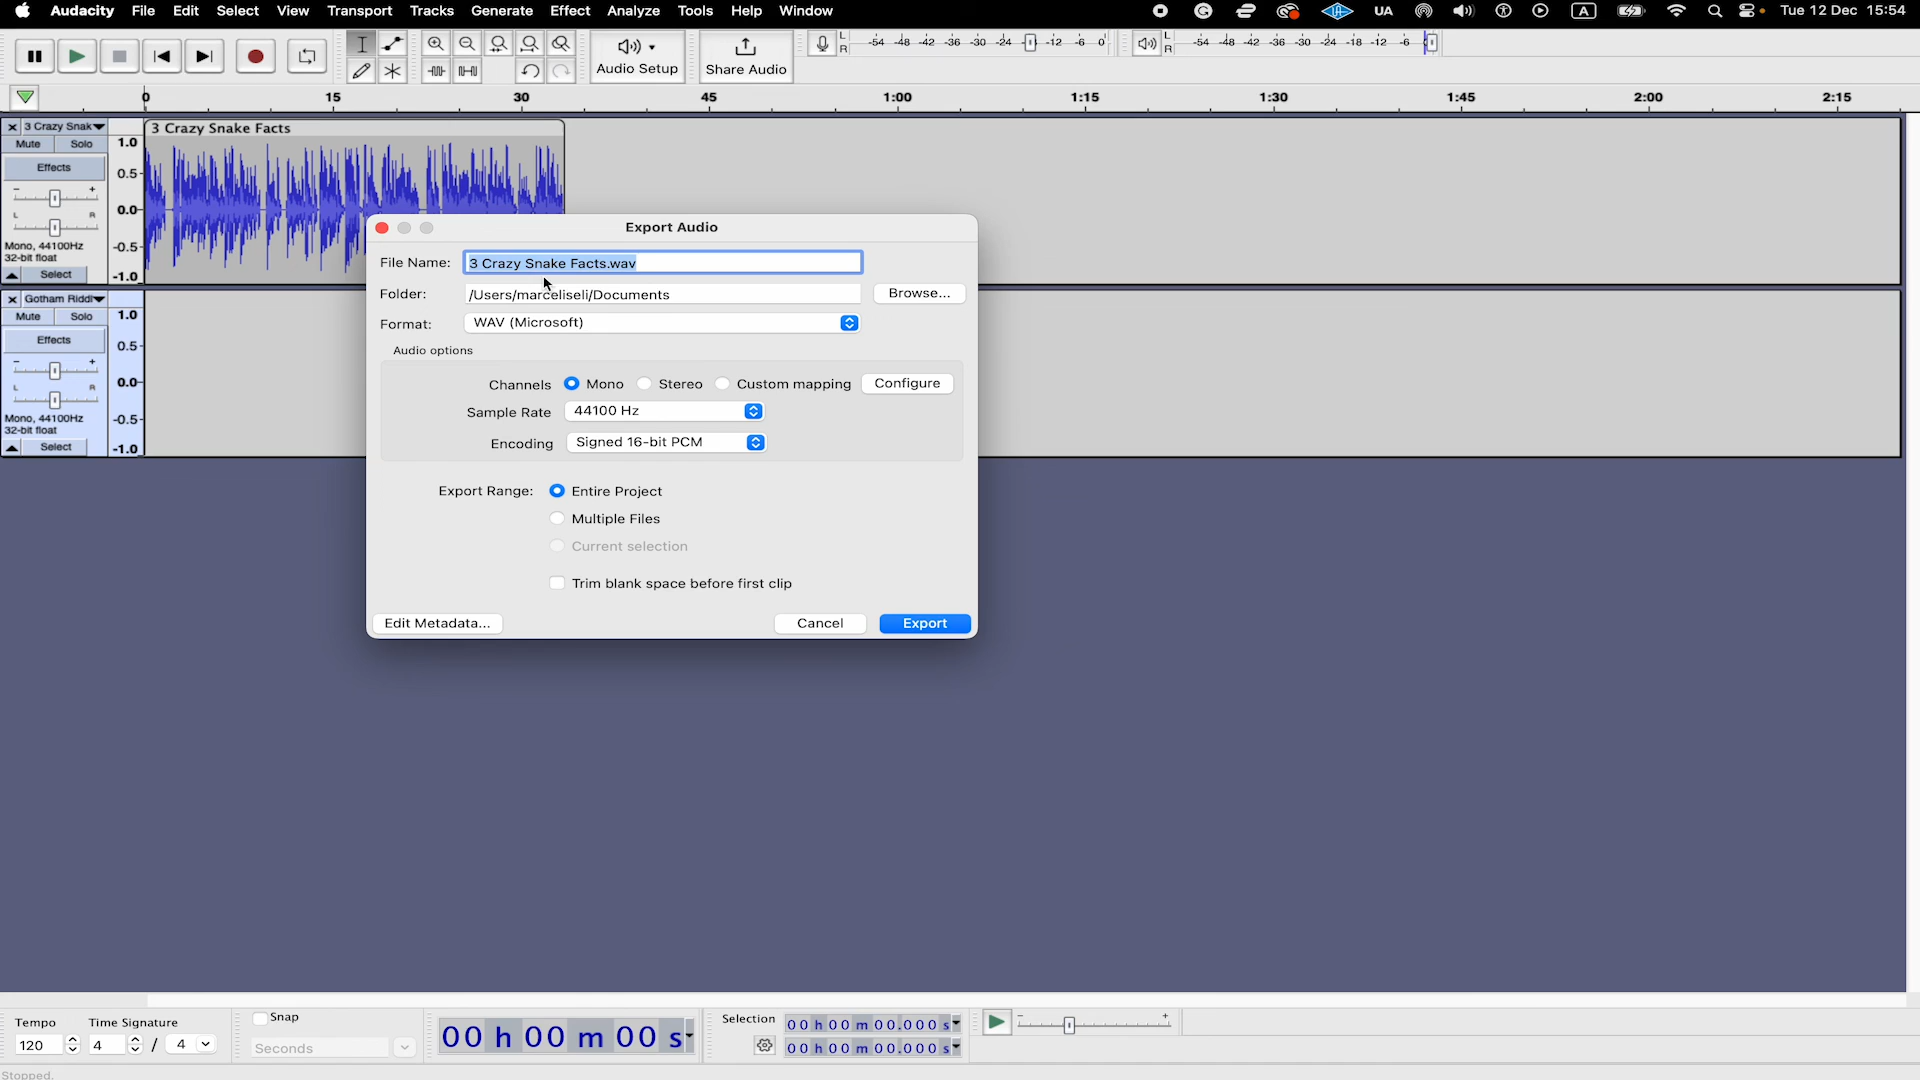 Audacity File Edit Select View Transport Tracks Generate Effect Analyze Tools Help Window UA A Tue 12 Dec 15:54
Audio Setup
Share Audio
L R -54 -48 -42 -36 -30 -24 -12 -6 0
L R -54 -48 -42 -36 -30 -24 -18 -12 -6
0 15 30 45 1:00 1:15 1:30 1:45 2:00 2:15
3 Crazy Snak
Mute Solo
Effects
- +
L R
Mono, 44100Hz
32-bit float
Select
1.0
0.5
0.0
-0.5
-1.0
3 Crazy Snake Facts
Gotham Riddl
Mute Solo
Effects
- +
L R
Mono, 44100Hz
32-bit float
Select
1.0
0.5
0.0
-0.5
-1.0
Export Audio
File Name: 3 Crazy Snake Facts.wav
Folder: /Users/marceliseli/Documents Browse...
Format: WAV (Microsoft)
Audio options
Channels Mono Stereo Custom mapping Configure
Sample Rate 44100 Hz
Encoding Signed 16-bit PCM
Export Range: Entire Project
Multiple Files
Current selection
Trim blank space before first clip
Edit Metadata... Cancel Export
Tempo
120
Time Signature
4 / 4
Snap
Seconds
00 h 00 m 00 s
Selection
00 h 00 m 00.000 s
00 h 00 m 00.000 s
- +
Stopped.